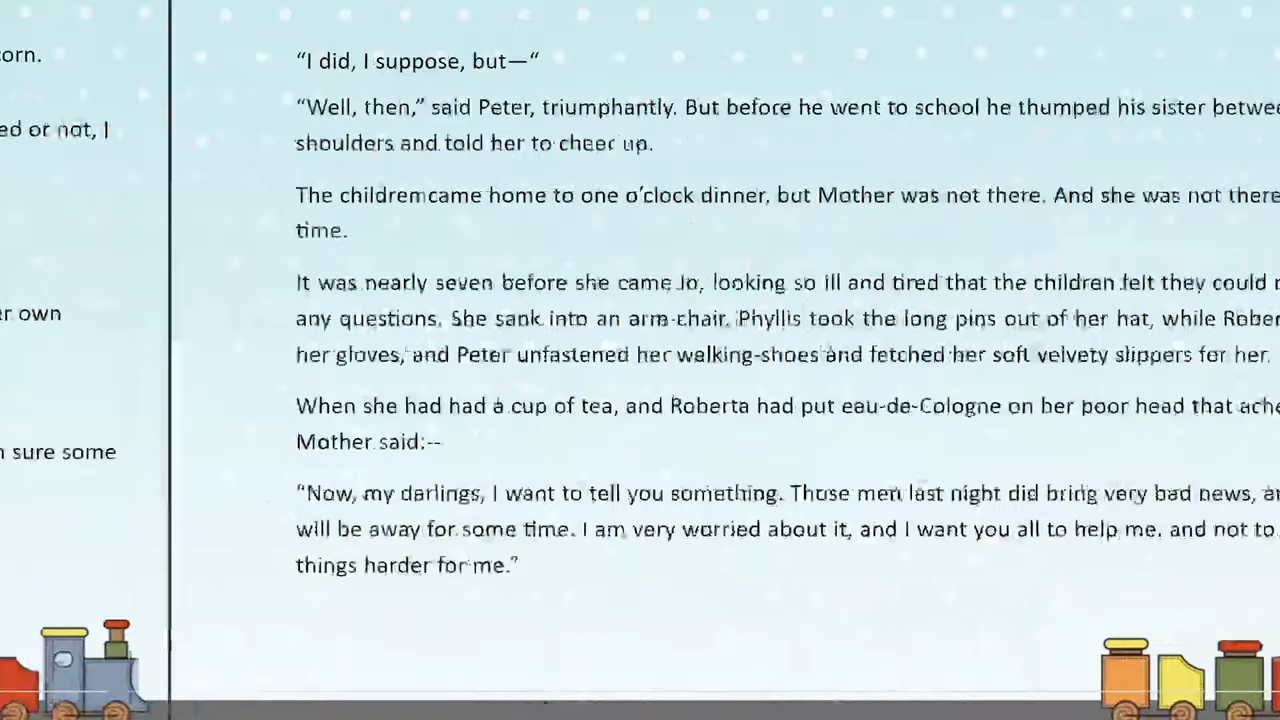 corn.
ed or not, I
er own
n sure some
“I did, I suppose, but—“
“Well, then,” said Peter, triumphantly. But before he went to school he thumped his sister betwee
shoulders and told her to cheer up.
The children came home to one o’clock dinner, but Mother was not there. And she was not there
time.
It was nearly seven before she came in, looking so ill and tired that the children felt they could n
any questions. She sank into an arm-chair. Phyllis took the long pins out of her hat, while Rober
her gloves, and Peter unfastened her walking-shoes and fetched her soft velvety slippers for her.
When she had had a cup of tea, and Roberta had put eau-de-Cologne on her poor head that ache
Mother said:--
“Now, my darlings, I want to tell you something. Those men last night did bring very bad news, an
will be away for some time. I am very worried about it, and I want you all to help me, and not to
things harder for me.”